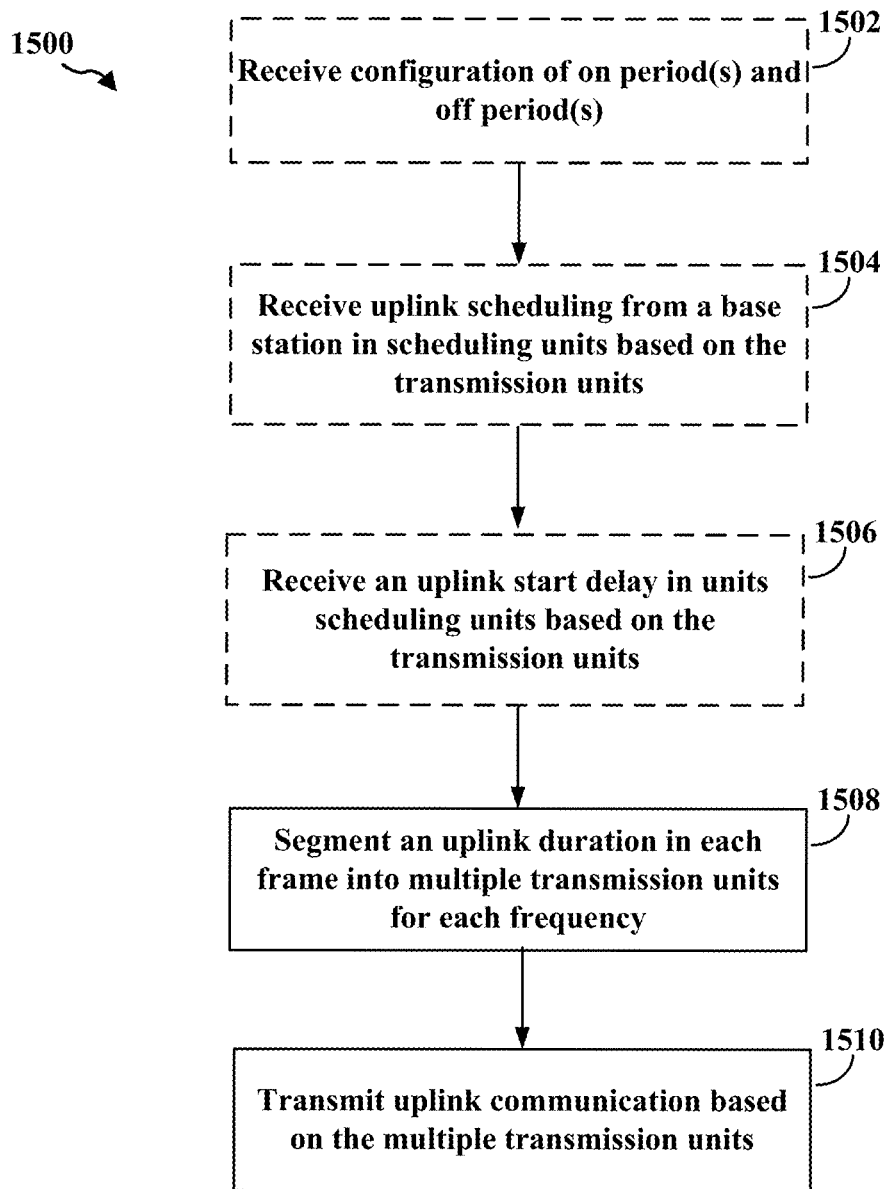 1500
1502
Receive configuration of on period(s) and
off period(s)
1504
Receive uplink scheduling from a base
station in scheduling units based on the
transmission units
1506
Receive an uplink start delay in units
scheduling units based on the
transmission units
1508
Segment an uplink duration in each
frame into multiple transmission units
for each frequency
1510
Transmit uplink communication based
on the multiple transmission units